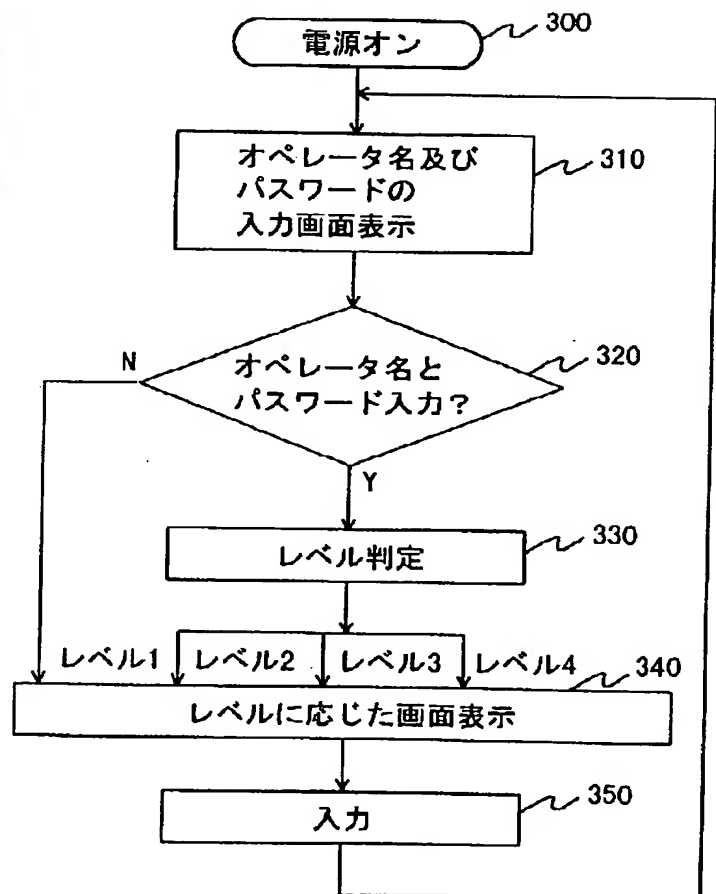 電源オン
300
オペレータ名及び
パスワードの
入力画面表示
310
オペレータ名と
パスワード入力？
320
N
Y
レベル判定
330
レベル1
レベル2
レベル3
レベル4
340
レベルに応じた画面表示
入力
350